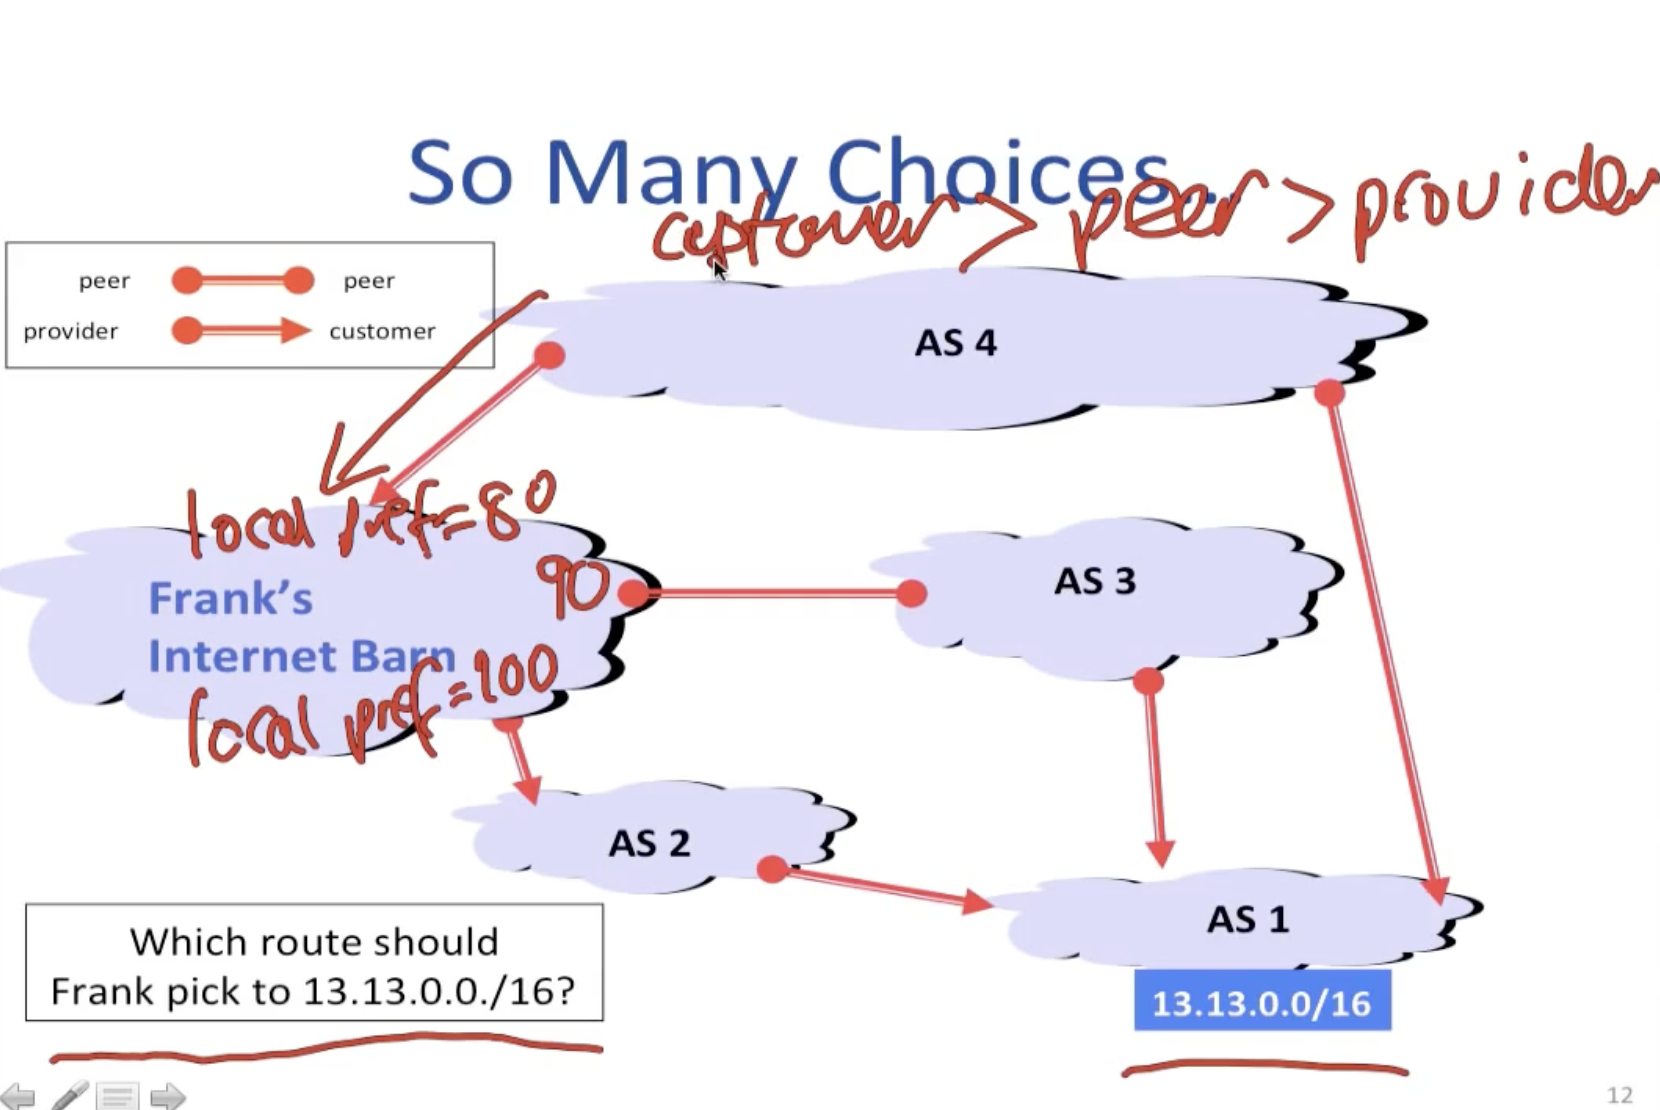 So Many Choices..
customer > peer > provider
peer peer
provider customer
AS 4
local pref=80
90
Frank's
Internet Barn
local pref=100
AS 3
AS 2
AS 1
Which route should
Frank pick to 13.13.0.0./16?
13.13.0.0/16
12